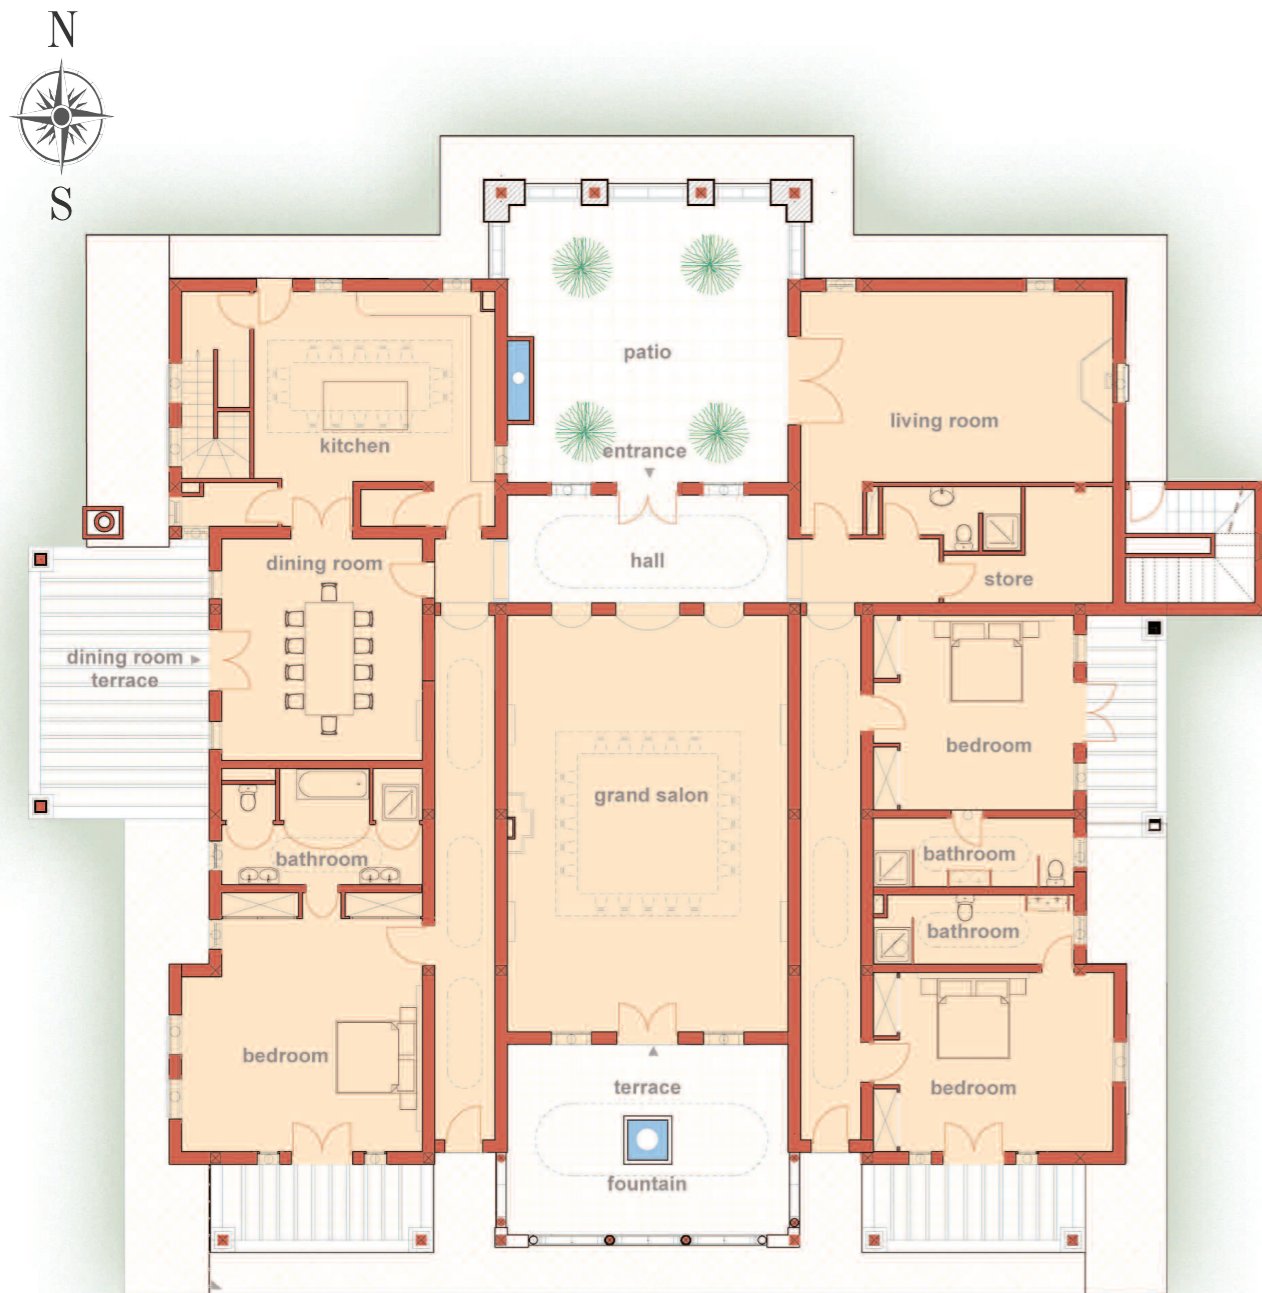 N
S
patio
living room
kitchen
entrance
hall
dining room
store
dining room
terrace
bedroom
grand salon
bathroom
bathroom
bathroom
bedroom
terrace
bedroom
fountain